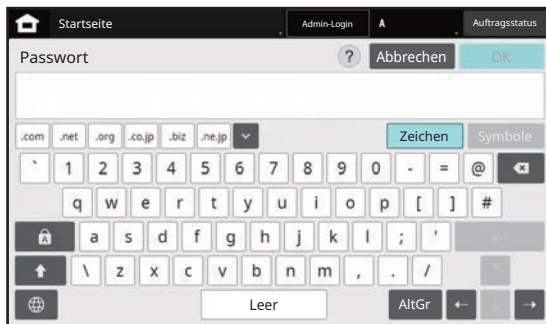 Startseite Admin-Login A Auftragsstatus
Passwort ? Abbrechen OK
.com .net .org .co.jp .biz .ne.jp Zeichen Symbole
` 1 2 3 4 5 6 7 8 9 0 - = @
q w e r t y u i o p [ ] #
A a s d f g h j k l ; '
\ z x c v b n m , . /
Leer AltGr